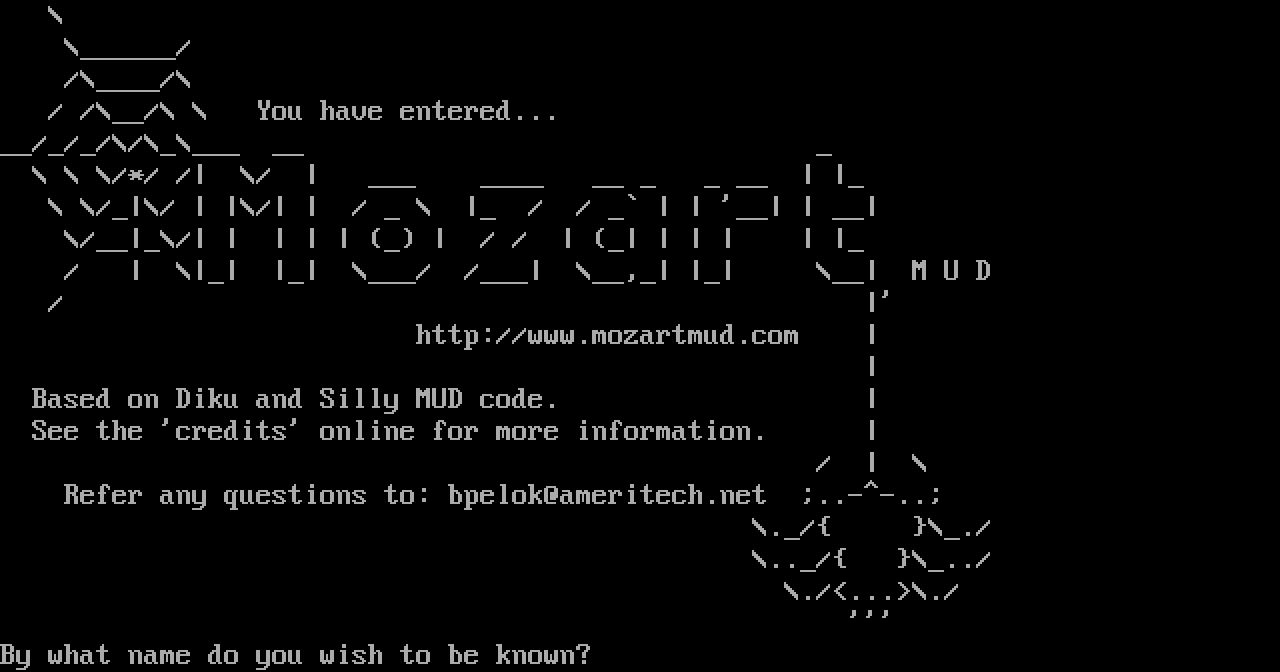 You have entered...
Mozart
M U D
http://www.mozartmud.com
Based on Diku and Silly MUD code.
See the 'credits' online for more information.
Refer any questions to: bpelok@ameritech.net
By what name do you wish to be known?